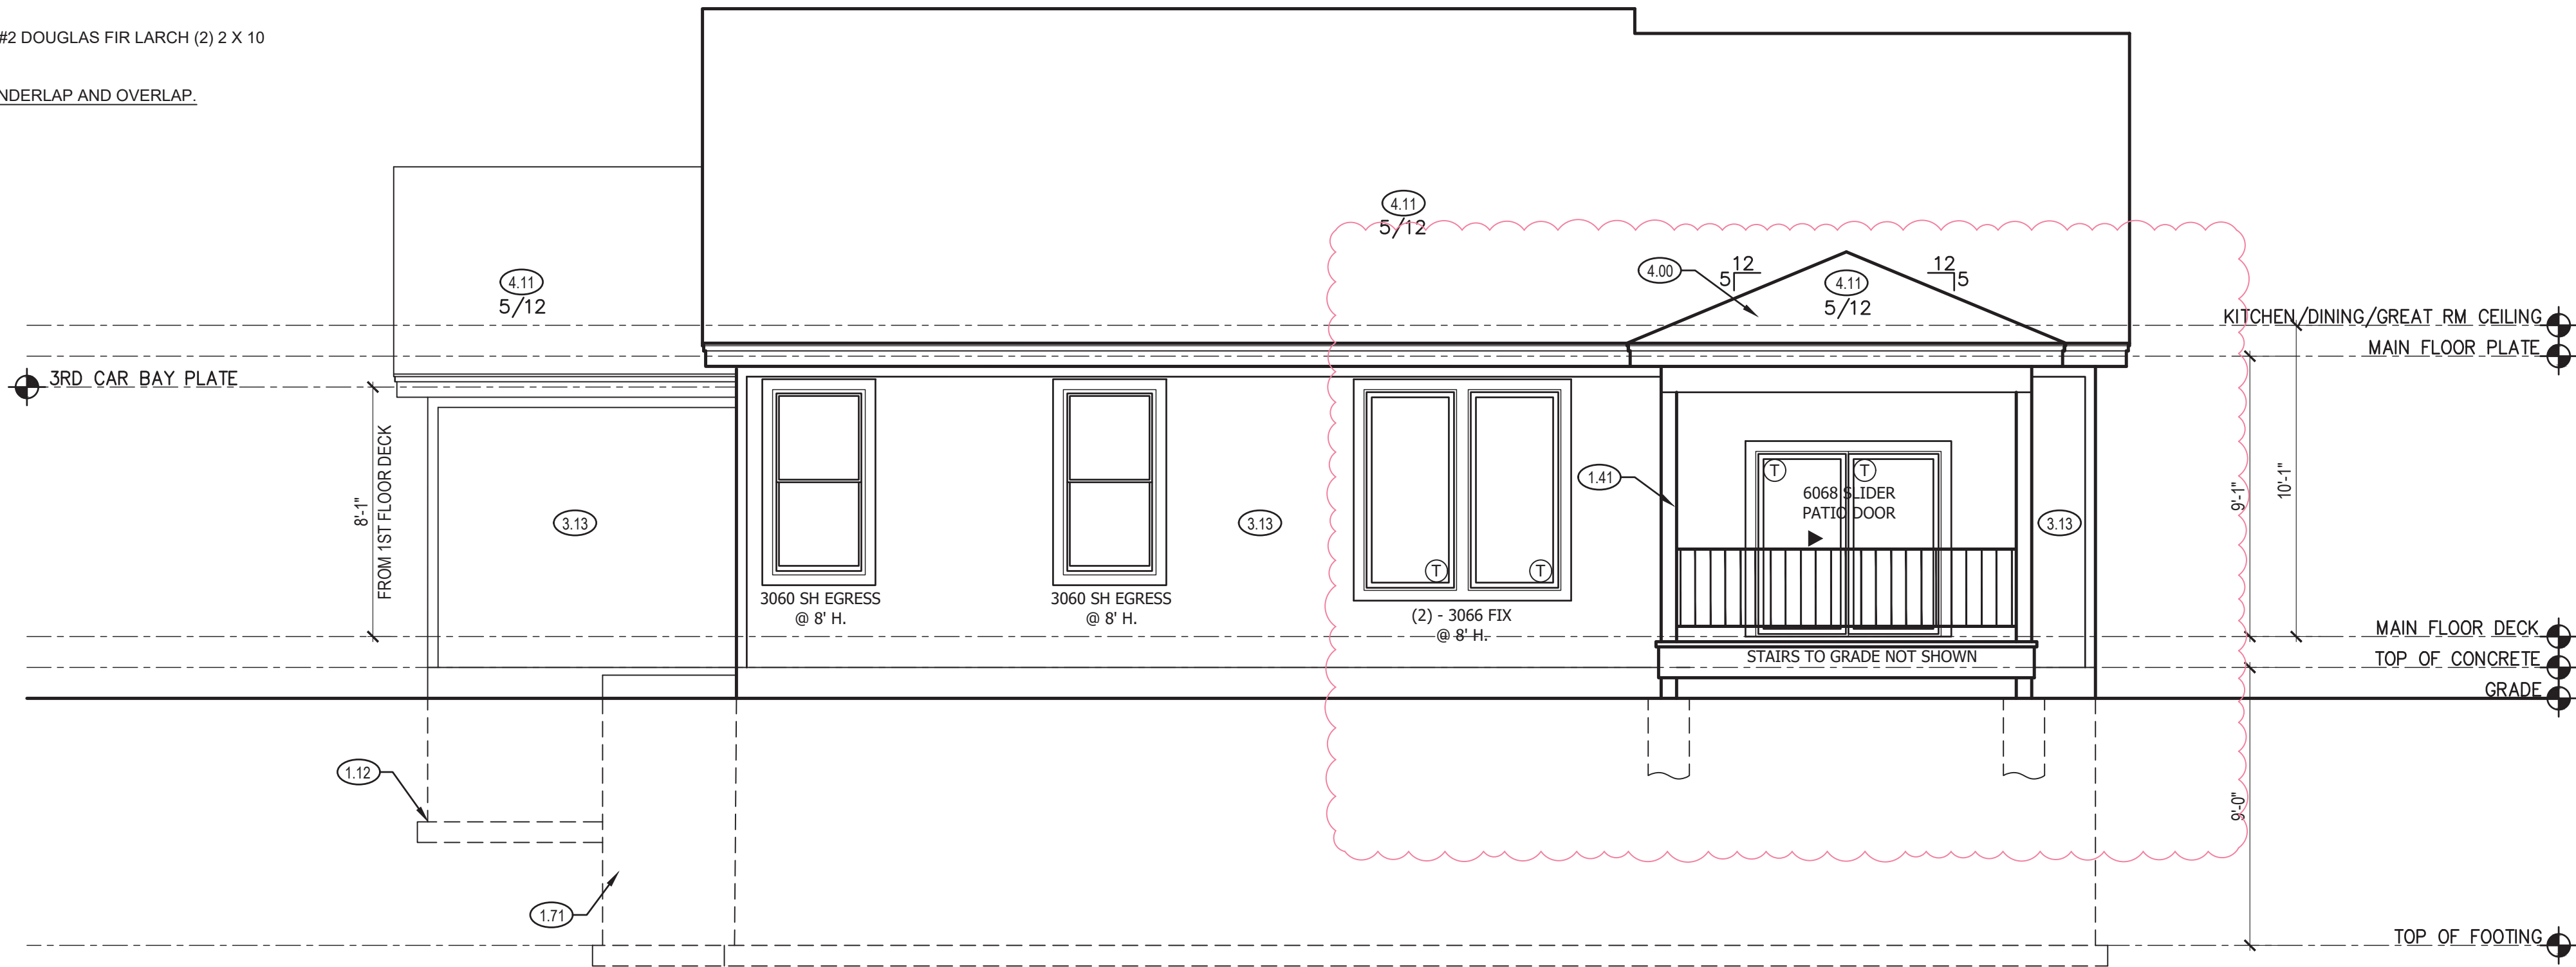 #2 DOUGLAS FIR LARCH (2) 2 X 10
NDERLAP AND OVERLAP.
4.11
5/12
4.11
5/12
4.00
12
5
4.11
5/12
12
5
KITCHEN/DINING/GREAT RM CEILING
MAIN FLOOR PLATE
3RD CAR BAY PLATE
8'-1"
FROM 1ST FLOOR DECK
3.13
3060 SH EGRESS
@ 8' H.
3060 SH EGRESS
@ 8' H.
3.13
T
T
(2) - 3066 FIX
@ 8' H.
1.41
T
T
6068 SLIDER
PATIO DOOR
3.13
9'-1"
10'-1"
STAIRS TO GRADE NOT SHOWN
MAIN FLOOR DECK
TOP OF CONCRETE
GRADE
1.12
1.71
9'-0"
TOP OF FOOTING